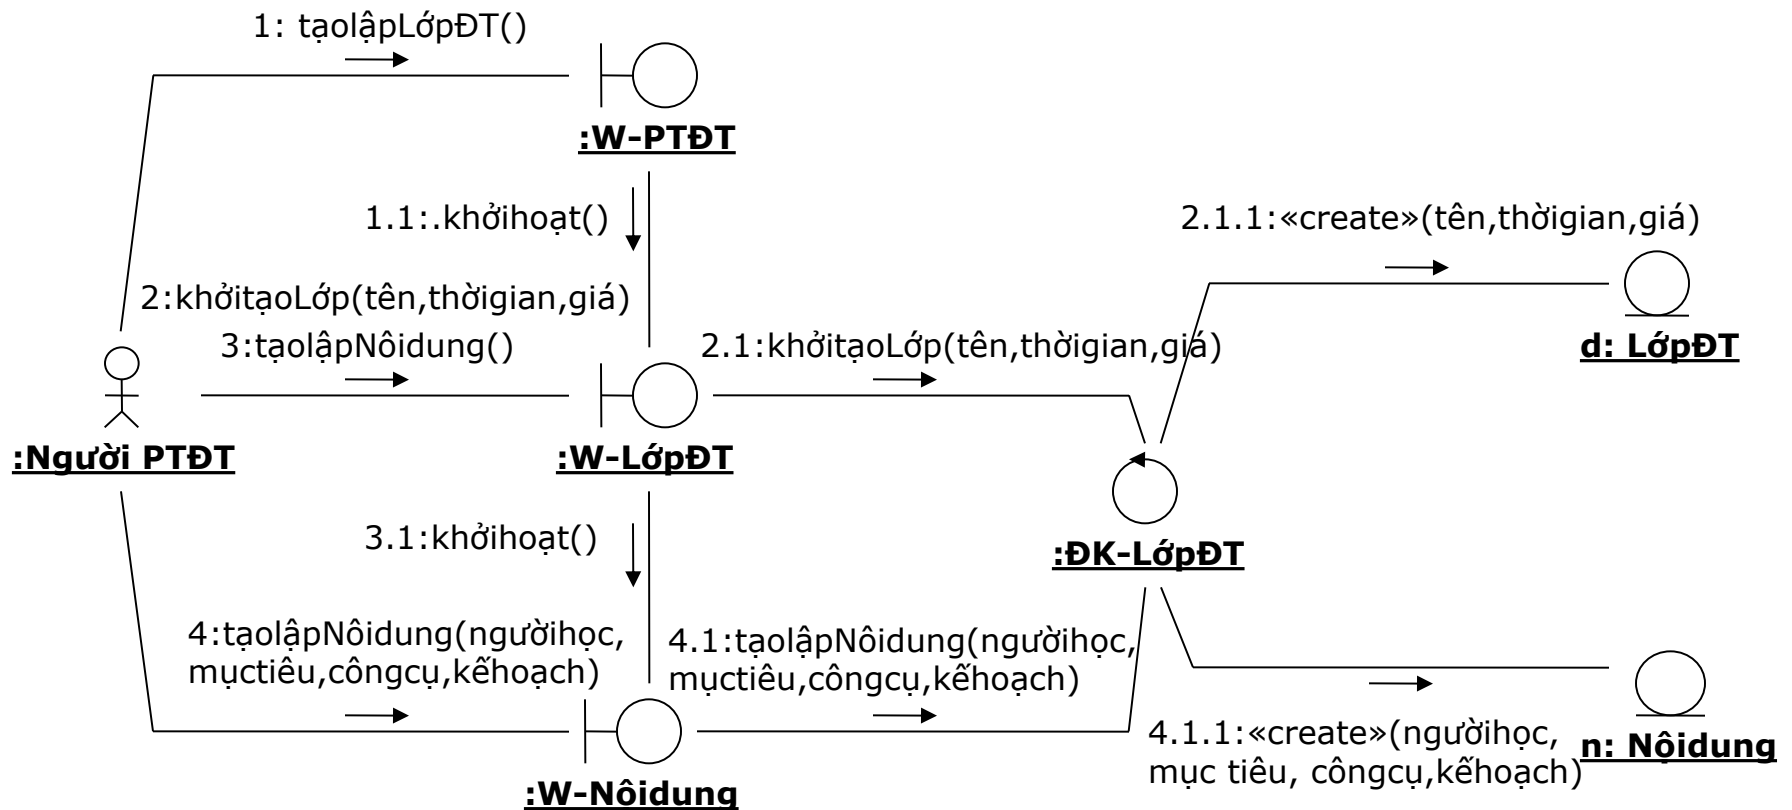 1: tạolậpLớpĐT()
:W-PTĐT
1.1:.khởihoạt()
2.1.1:«create»(tên,thờigian,giá)
2:khởitạoLớp(tên,thờigian,giá)
3:tạolậpNôidung()
2.1:khởitạoLớp(tên,thờigian,giá)
d: LớpĐT
:Người PTĐT
:W-LớpĐT
3.1:khởihoạt()
:ĐK-LớpĐT
4:tạolậpNôidung(ngườihọc,
mụctiêu,côngcụ,kếhoạch)
4.1:tạolậpNôidung(ngườihọc,
mụctiêu,côngcụ,kếhoạch)
4.1.1:«create»(ngườihọc,
mục tiêu, côngcụ,kếhoạch)
n: Nộidung
:W-Nôidung